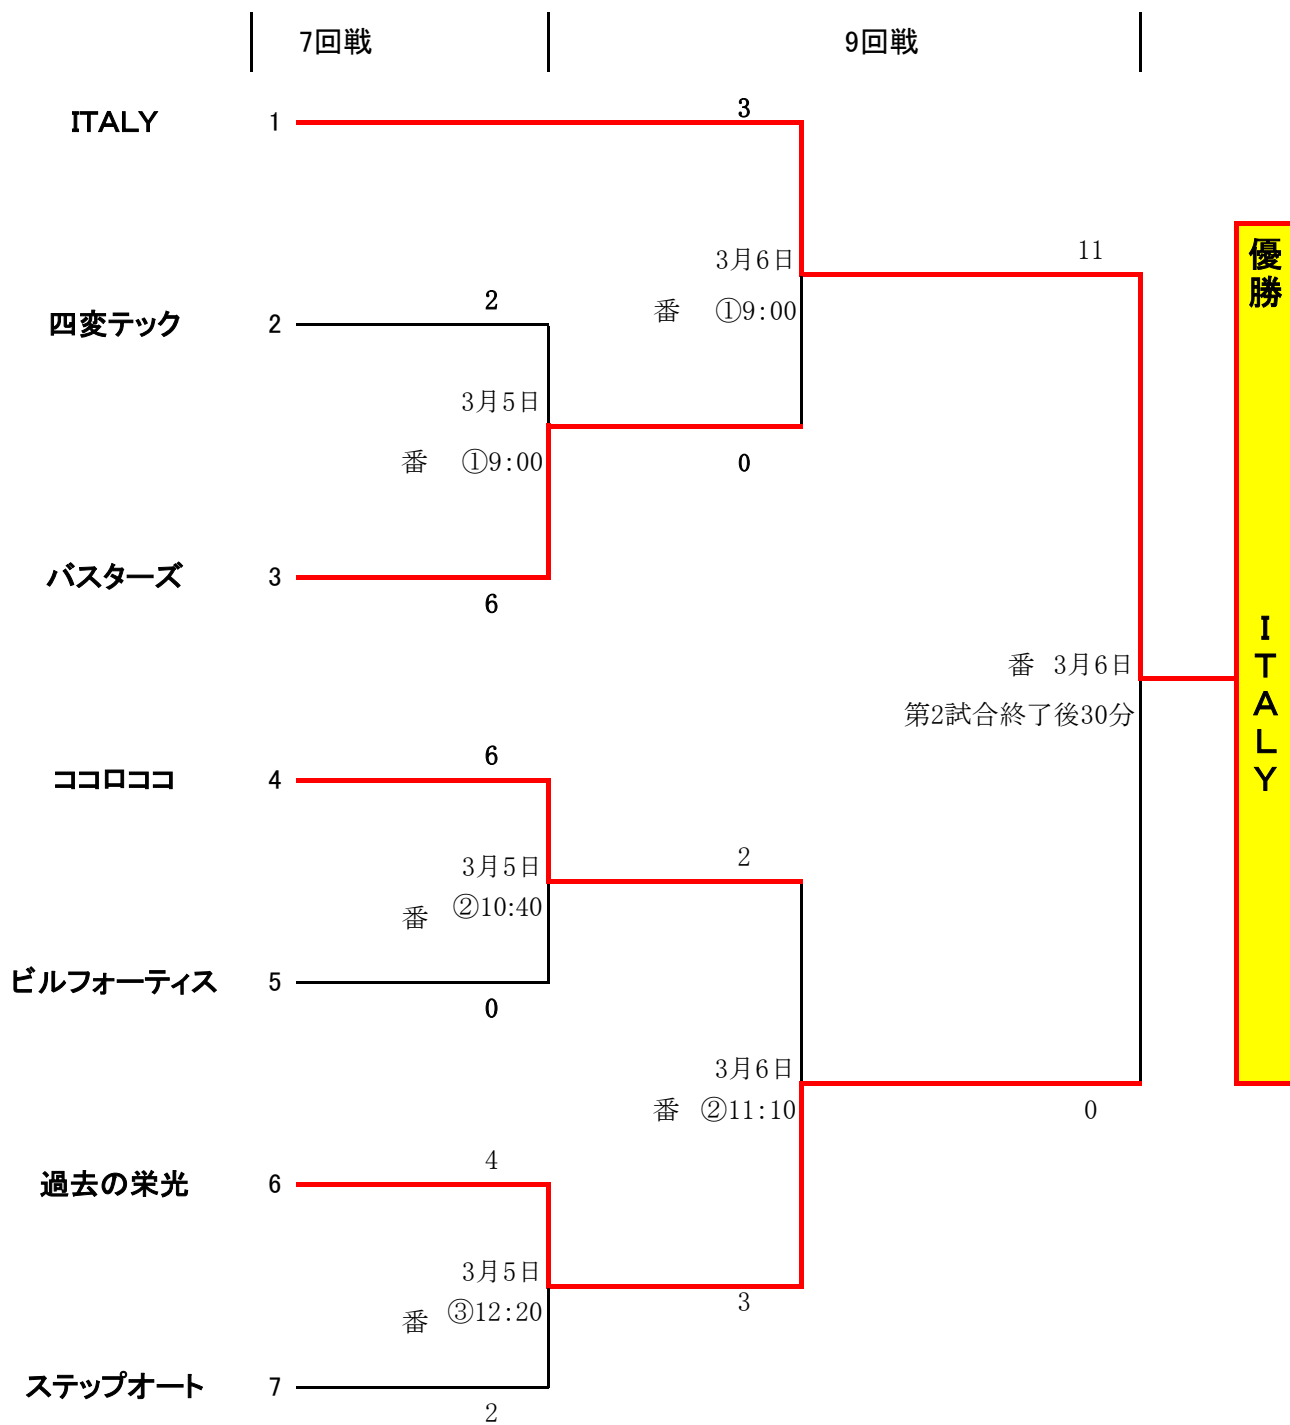 7回戦 9回戦
ITALY 1 3
3月6日 11
番 ①9:00
四変テック 2 2
3月5日
番 ①9:00 0
バスターズ 3 6
番 3月6日
第2試合終了後30分
ココロココ 4 6
3月5日 2
番 ②10:40
ビルフォーティス 5 0
3月6日
番 ②11:10 0
過去の栄光 6 4
3月5日 3
番 ③12:20
ステップオート 7 2
優勝 ITALY